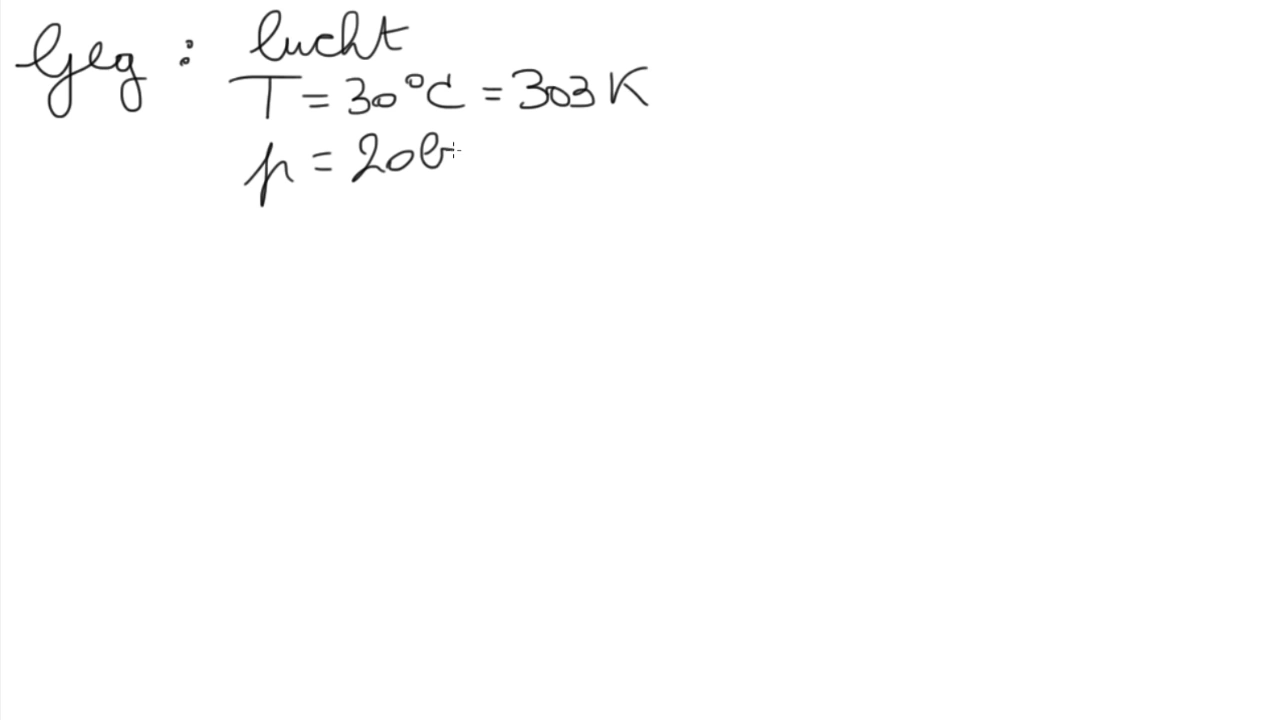 Geg : lucht
T = 30°C = 303 K
p = 20 b